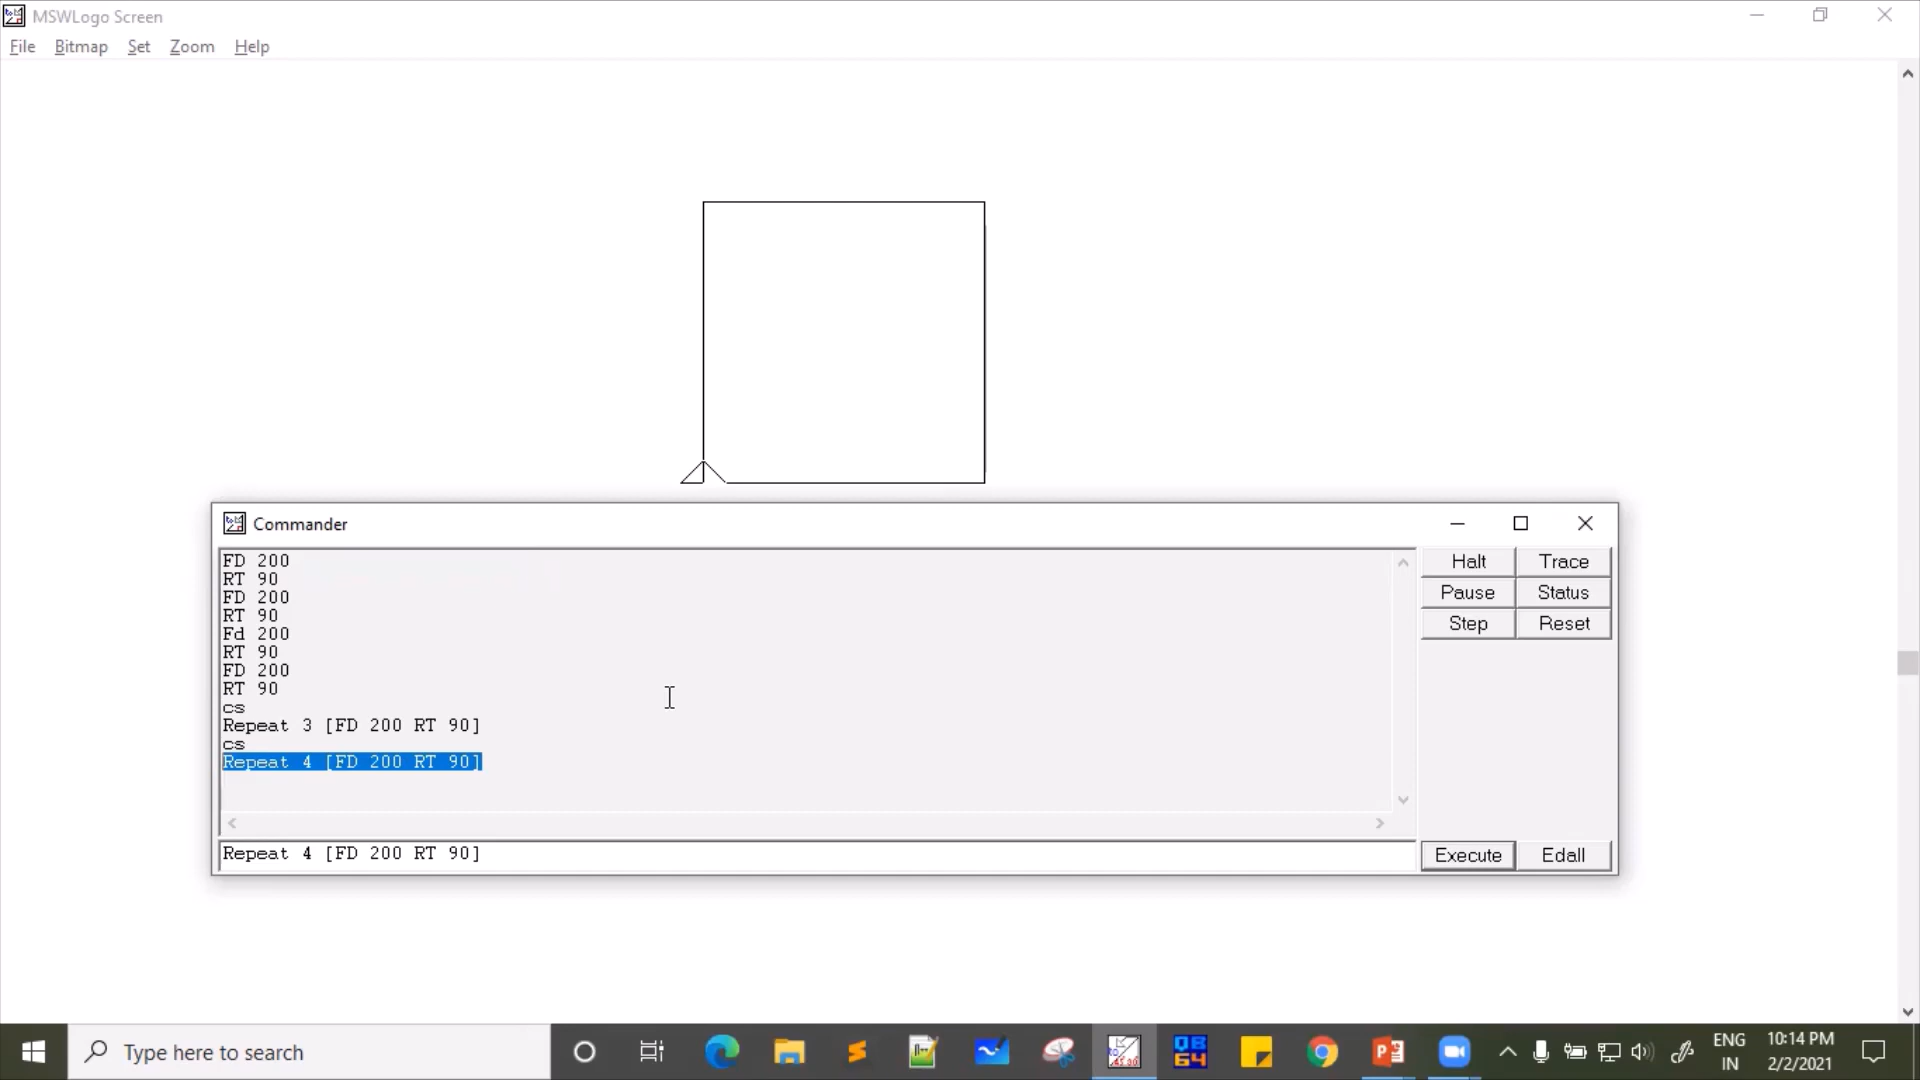 MSWLogo Screen
File Bitmap Set Zoom Help
Commander
FD 200
RT 90
FD 200
RT 90
Fd 200
RT 90
FD 200
RT 90
cs
Repeat 3 [FD 200 RT 90]
cs
Repeat 4 [FD 200 RT 90]
Halt Trace
Pause Status
Step Reset
Repeat 4 [FD 200 RT 90]
Execute Edall
Type here to search
QB
64
ENG
IN
10:14 PM
2/2/2021